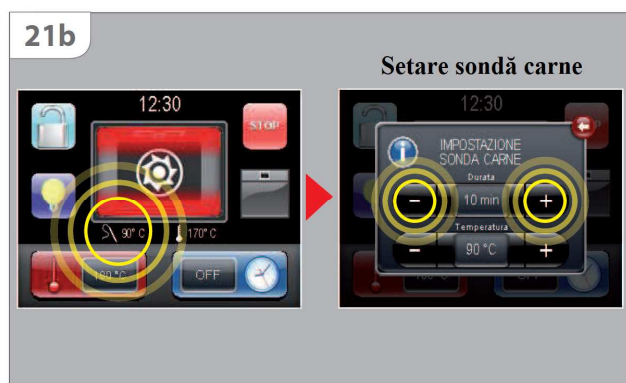 21b
Setare sondă carne
12:30
STOP
90° C
170° C
160 °C
OFF
12:30
IMPOSTAZIONE
SONDA CARNE
Durata
− 10 min +
Temperatura
− 90 °C +